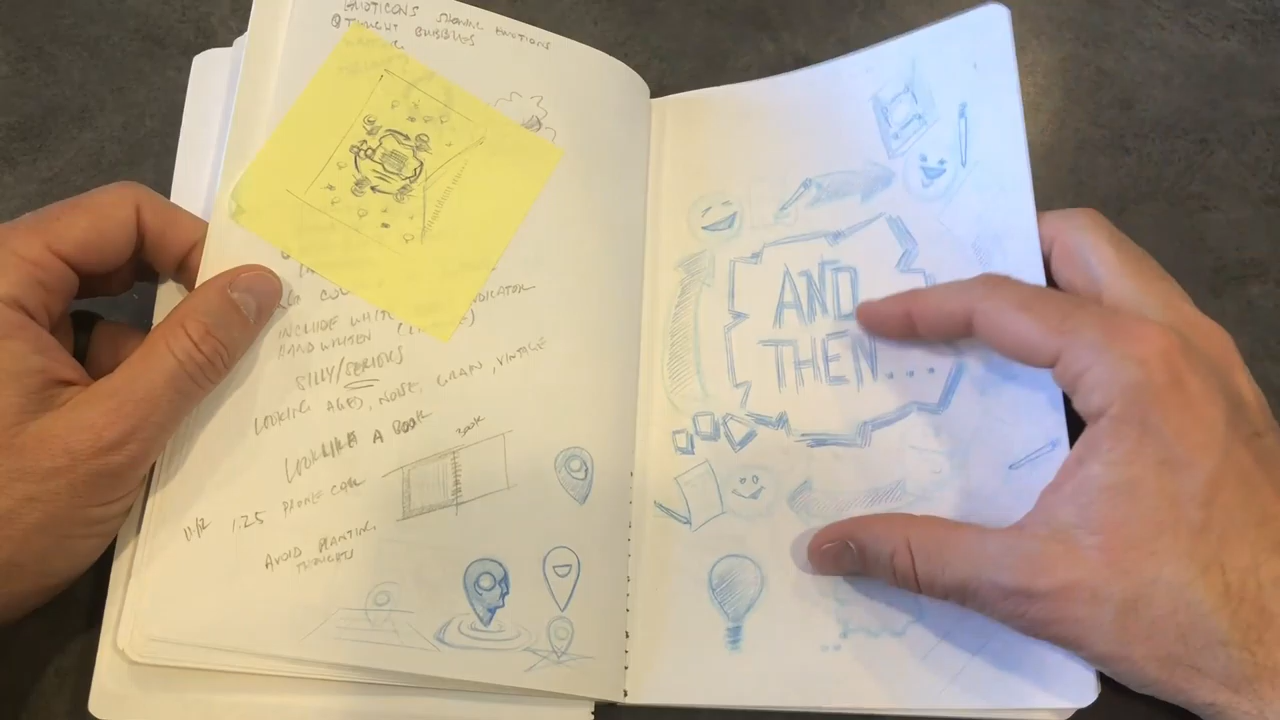 EMOTICONS SHOWING EMOTIONS
THOUGHT BUBBLES
INCLUDE
HAND WRITTEN
SILLY/SERIOUS
LOOKING AGED, NOISE, GRAIN, VINTAGE
LOOK LIKE A BOOK
BOOK
11/12 1.25 PHONE CALL
AVOID PLANTING
THOUGHTS
AND
THEN...